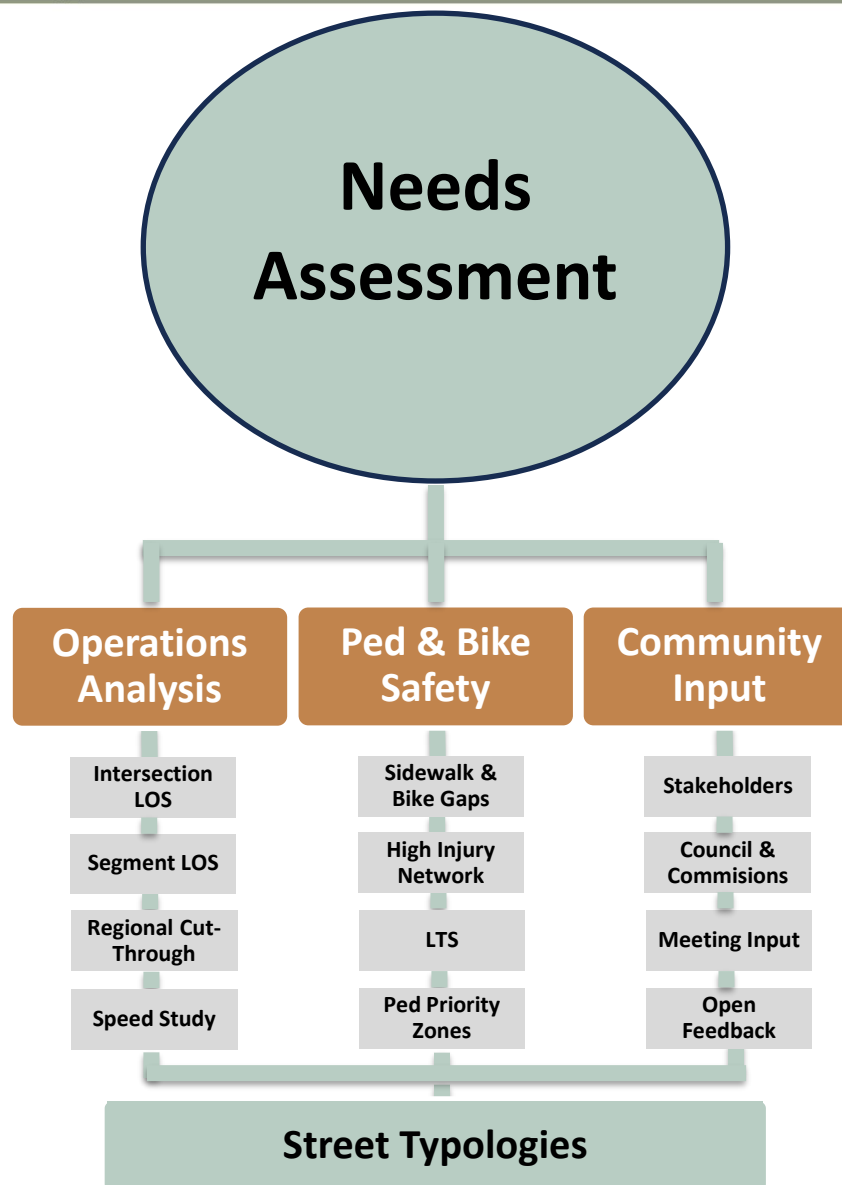 Needs
Assessment
Operations
Analysis
Intersection
LOS
Segment LOS
Regional Cut-
Through
Speed Study
Ped & Bike
Safety
Sidewalk &
Bike Gaps
High Injury
Network
LTS
Ped Priority
Zones
Community
Input
Stakeholders
Council &
Commisions
Meeting Input
Open
Feedback
Street Typologies